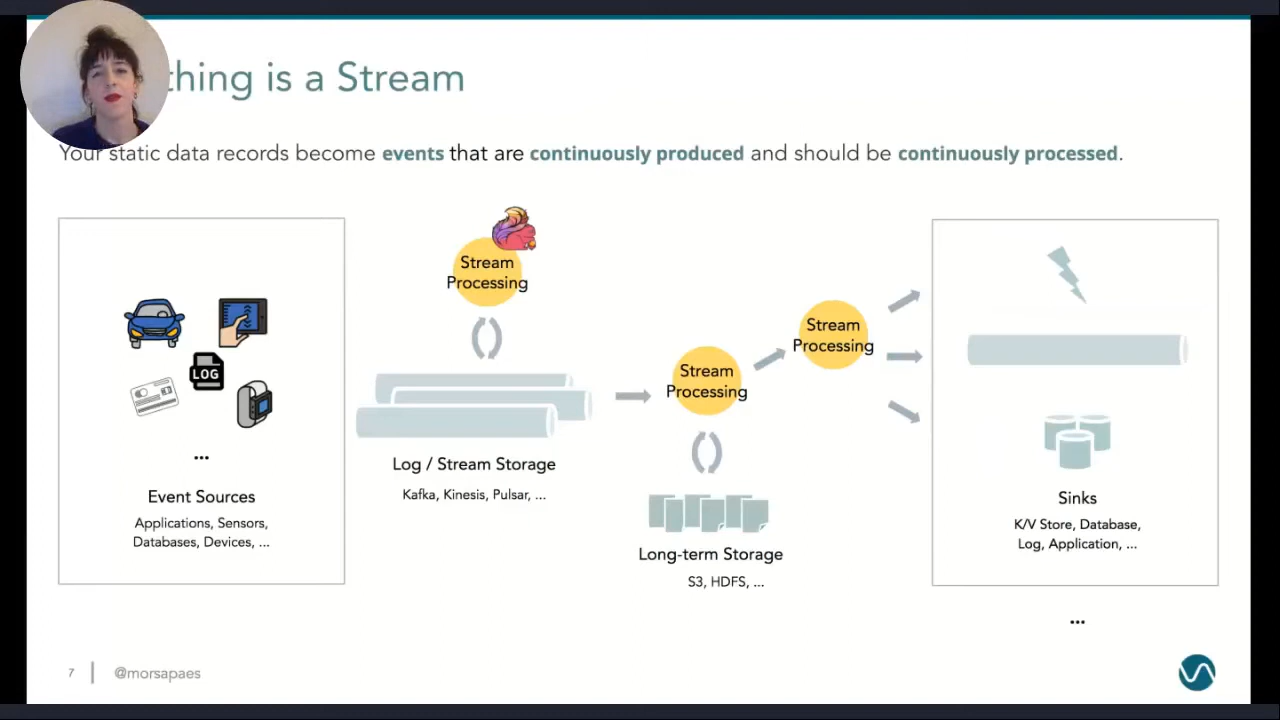 thing is a Stream
Your static data records become events that are continuously produced and should be continuously processed.
Stream
Processing
Stream
Processing
Stream
Processing
LOG
...
Event Sources
Applications, Sensors,
Databases, Devices, ...
Log / Stream Storage
Kafka, Kinesis, Pulsar, ...
Long-term Storage
S3, HDFS, ...
Sinks
K/V Store, Database,
Log, Application, ...
...
7
@morsapaes